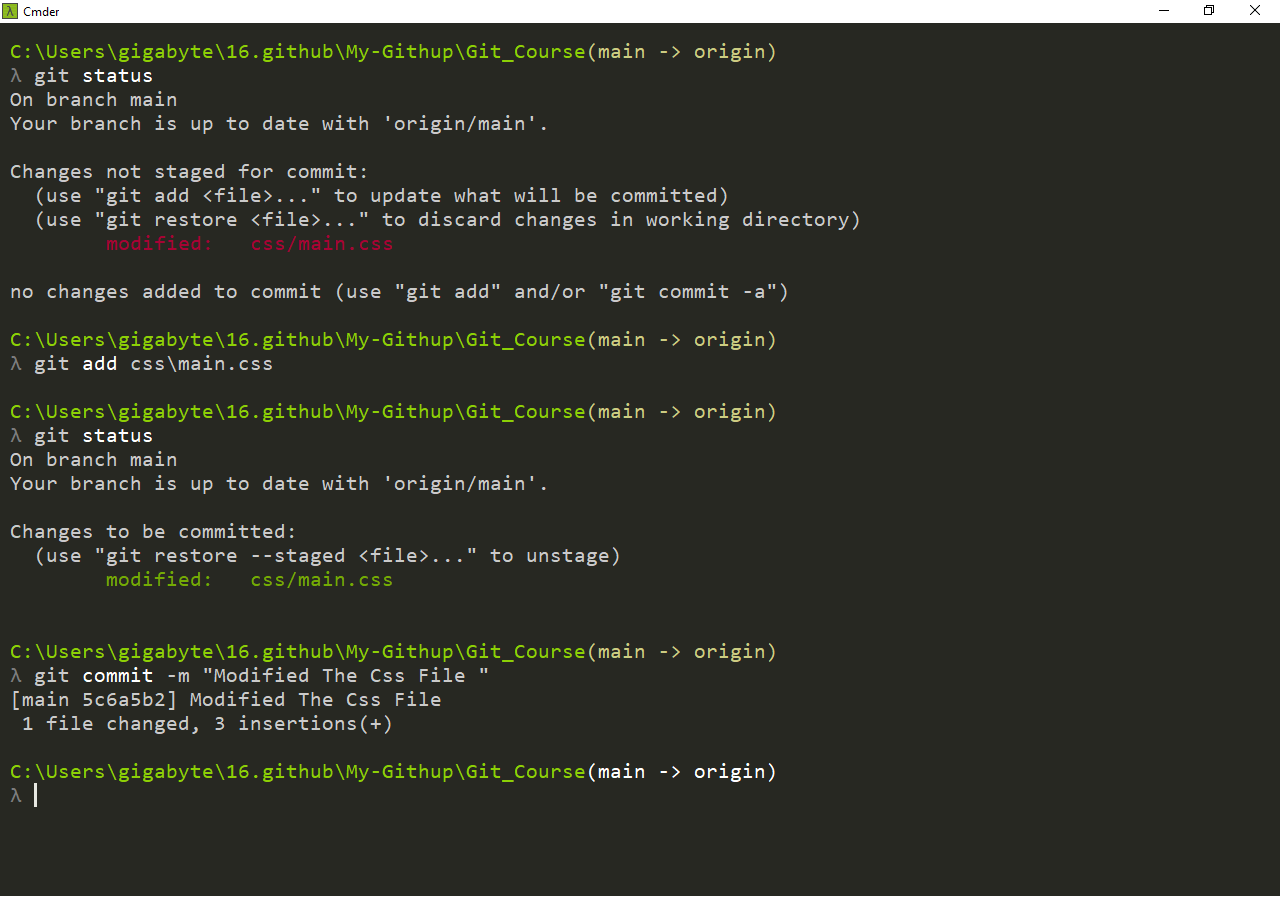 λ Cmder
C:\Users\gigabyte\16.github\My-Githup\Git_Course(main -> origin)
λ git status
On branch main
Your branch is up to date with 'origin/main'.
Changes not staged for commit:
  (use "git add <file>..." to update what will be committed)
  (use "git restore <file>..." to discard changes in working directory)
        modified:   css/main.css
no changes added to commit (use "git add" and/or "git commit -a")
C:\Users\gigabyte\16.github\My-Githup\Git_Course(main -> origin)
λ git add css\main.css
C:\Users\gigabyte\16.github\My-Githup\Git_Course(main -> origin)
λ git status
On branch main
Your branch is up to date with 'origin/main'.
Changes to be committed:
  (use "git restore --staged <file>..." to unstage)
        modified:   css/main.css
C:\Users\gigabyte\16.github\My-Githup\Git_Course(main -> origin)
λ git commit -m "Modified The Css File "
[main 5c6a5b2] Modified The Css File
 1 file changed, 3 insertions(+)
C:\Users\gigabyte\16.github\My-Githup\Git_Course(main -> origin)
λ